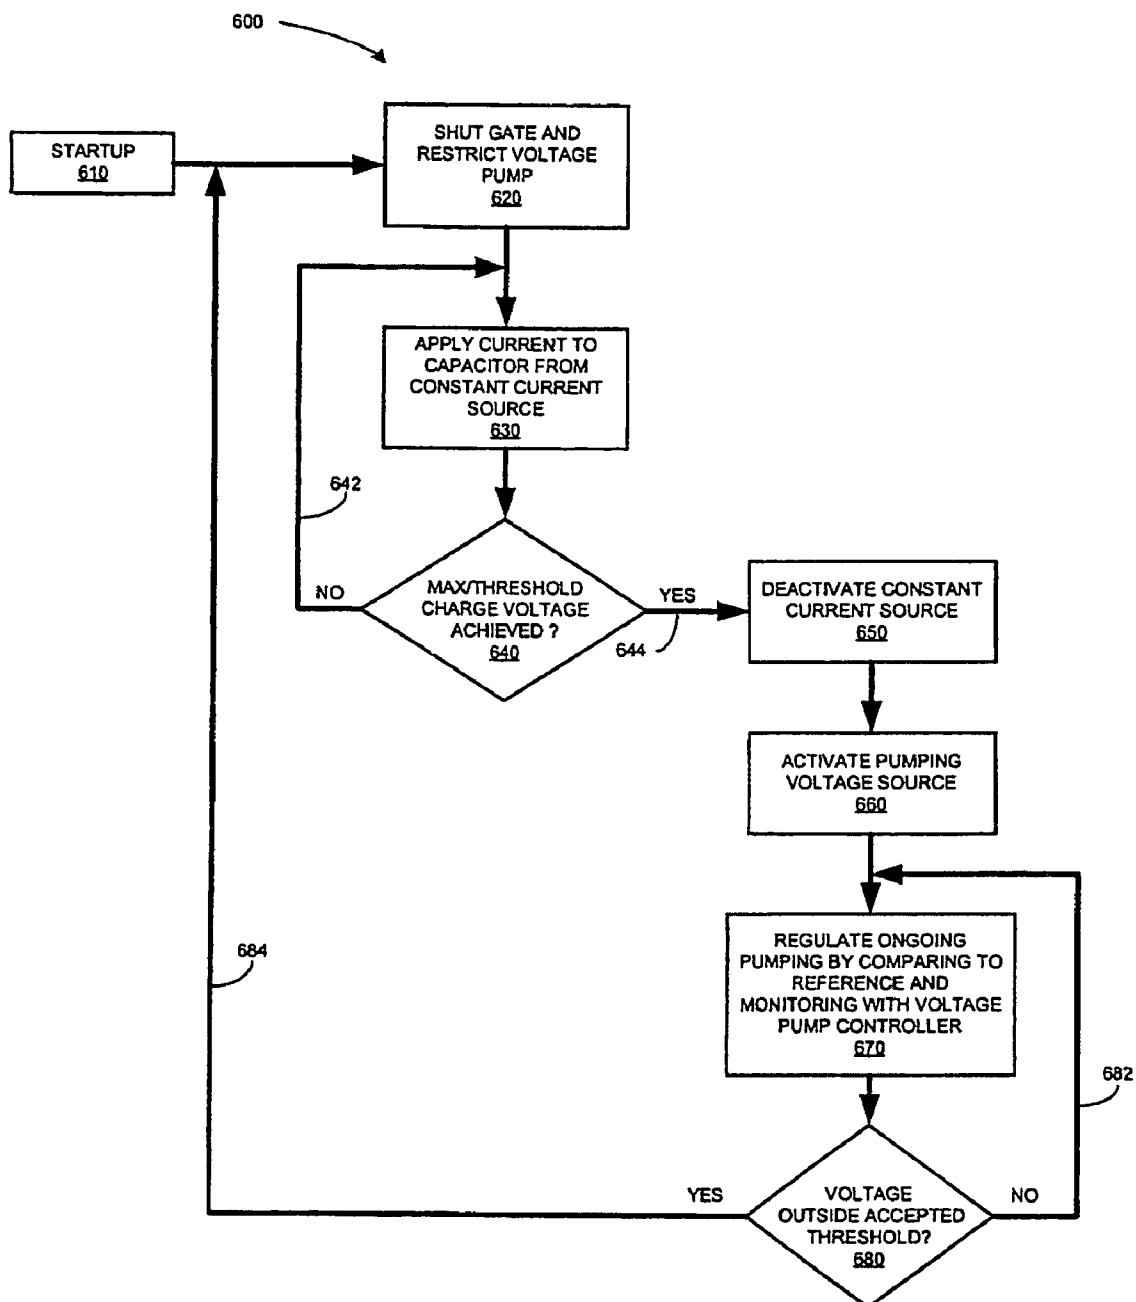 600
STARTUP
610
SHUT GATE AND
RESTRICT VOLTAGE
PUMP
620
APPLY CURRENT TO
CAPACITOR FROM
CONSTANT CURRENT
SOURCE
630
642
NO
MAX/THRESHOLD
CHARGE VOLTAGE
ACHIEVED ?
640
YES
644
DEACTIVATE CONSTANT
CURRENT SOURCE
650
ACTIVATE PUMPING
VOLTAGE SOURCE
660
684
REGULATE ONGOING
PUMPING BY COMPARING TO
REFERENCE AND
MONITORING WITH VOLTAGE
PUMP CONTROLLER
670
682
YES
VOLTAGE
OUTSIDE ACCEPTED
THRESHOLD?
680
NO